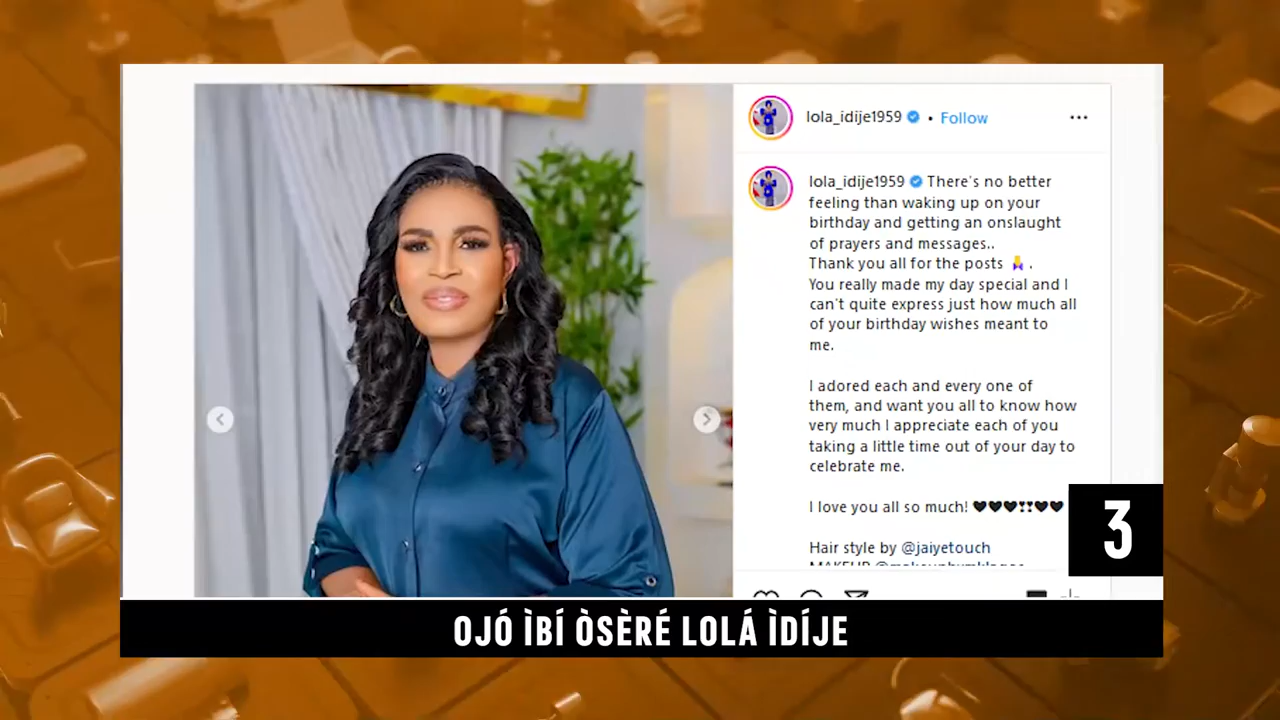 lola_idije1959 • Follow
lola_idije1959 There's no better
feeling than waking up on your
birthday and getting an onslaught
of prayers and messages..
Thank you all for the posts 🙏 .
You really made my day special and I
can't quite express just how much all
of your birthday wishes meant to
me.
I adored each and every one of
them, and want you all to know how
very much I appreciate each of you
taking a little time out of your day to
celebrate me.
I love you all so much! ♥♥♥❣❣♥♥
Hair style by @jaiyetouch
3
OJÓ ÌBÍ ÒSÈRÉ LOLÁ ÌDÍJE